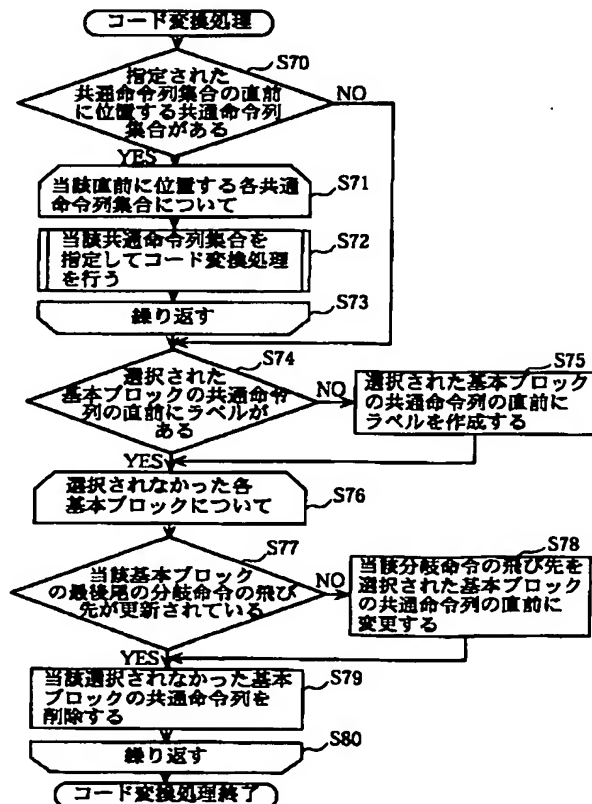 コード変換処理
S70
指定された
共通命令列集合の直前
に位置する共通命令列
集合がある
NO
YES
S71
当該直前に位置する各共通
命令列集合について
S72
当該共通命令列集合を
指定してコード変換処理
を行う
S73
繰り返す
S74
選択された
基本ブロックの共通命令
列の直前にラベルが
ある
NO
YES
S75
選択された基本ブロック
の共通命令列の直前に
ラベルを作成する
S76
選択されなかった各
基本ブロックについて
S77
当該基本ブロック
の最後尾の分岐命令の飛び
先が更新されている
NO
YES
S78
当該分岐命令の飛び先を
選択された基本ブロック
の共通命令列の直前に
変更する
S79
当該選択されなかった基本
ブロックの共通命令列を
削除する
S80
繰り返す
コード変換処理終了